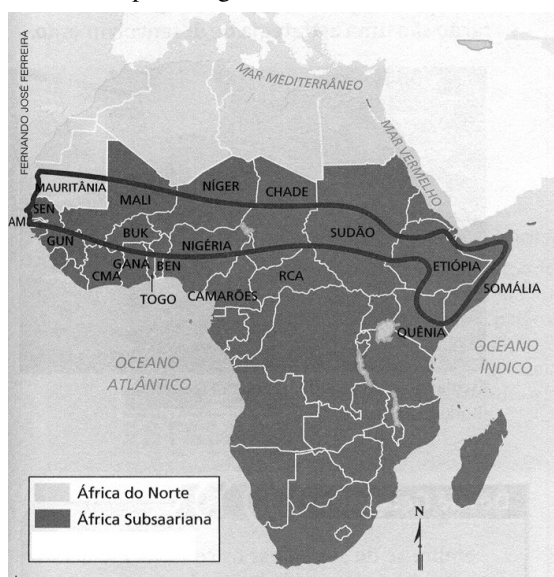 FERNANDO JOSÉ FERREIRA
MAR MEDITERRÂNEO
MAR VERMELHO
MAURITÂNIA
MALI
NÍGER
CHADE
SEN
AM
GUN
BUK
NIGÉRIA
SUDÃO
ETIÓPIA
SOMÁLIA
CMA
GANA
BEN
TOGO
CAMARÕES
RCA
QUÊNIA
OCEANO
ATLÂNTICO
OCEANO
ÍNDICO
África do Norte
África Subsaariana
N